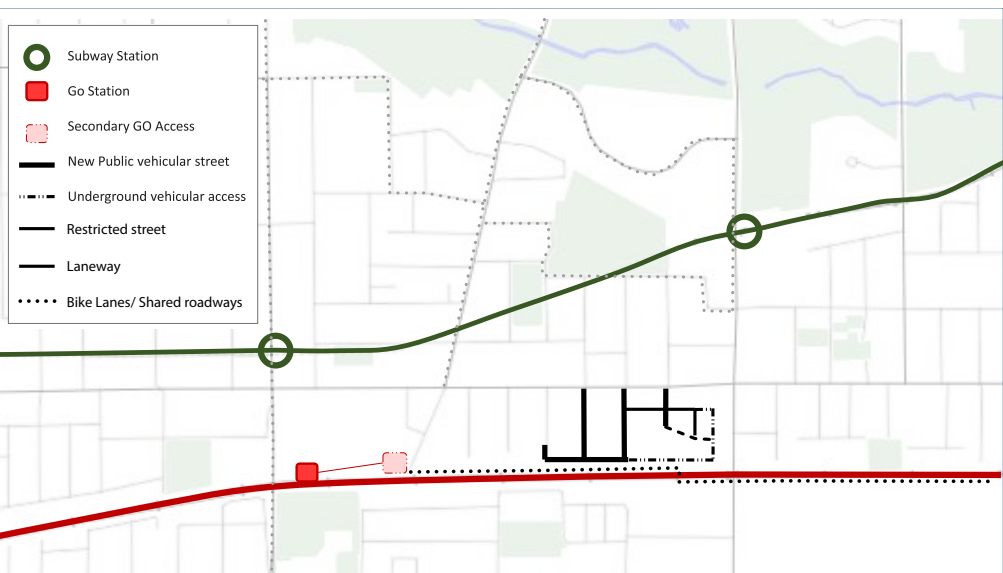 Subway Station
Go Station
Secondary GO Access
New Public vehicular street
Underground vehicular access
Restricted street
Laneway
Bike Lanes/ Shared roadways